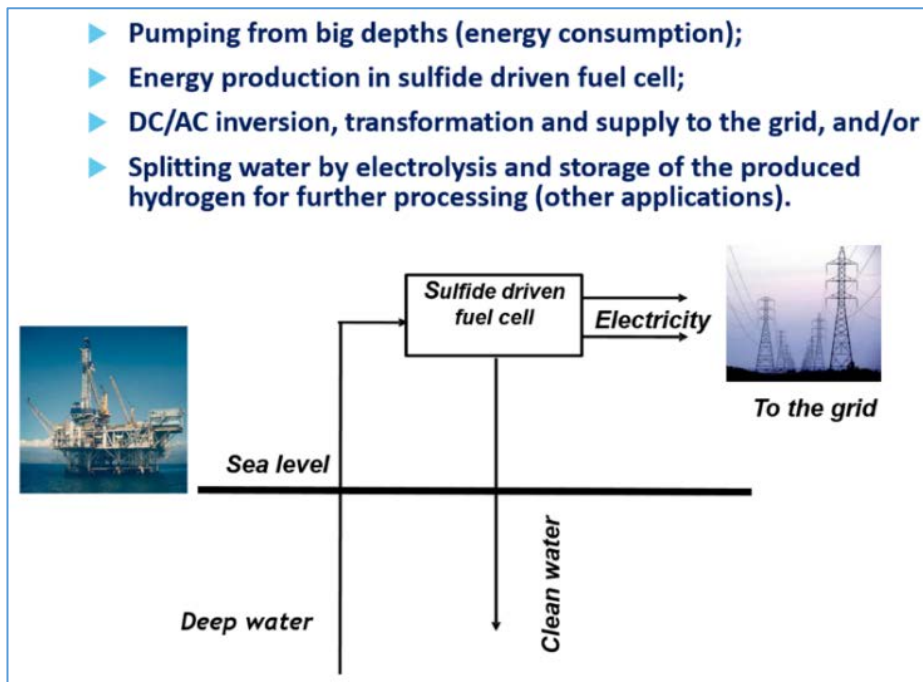 Pumping from big depths (energy consumption);
Energy production in sulfide driven fuel cell;
DC/AC inversion, transformation and supply to the grid, and/or
Splitting water by electrolysis and storage of the produced
hydrogen for further processing (other applications).
Sulfide driven
fuel cell
Electricity
To the grid
Sea level
Deep water
Clean water